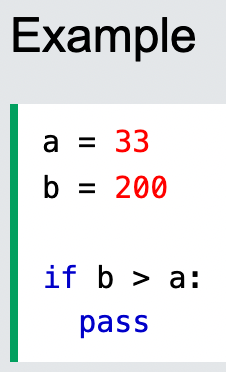 Example
a = 33
b = 200
if b > a:
  pass